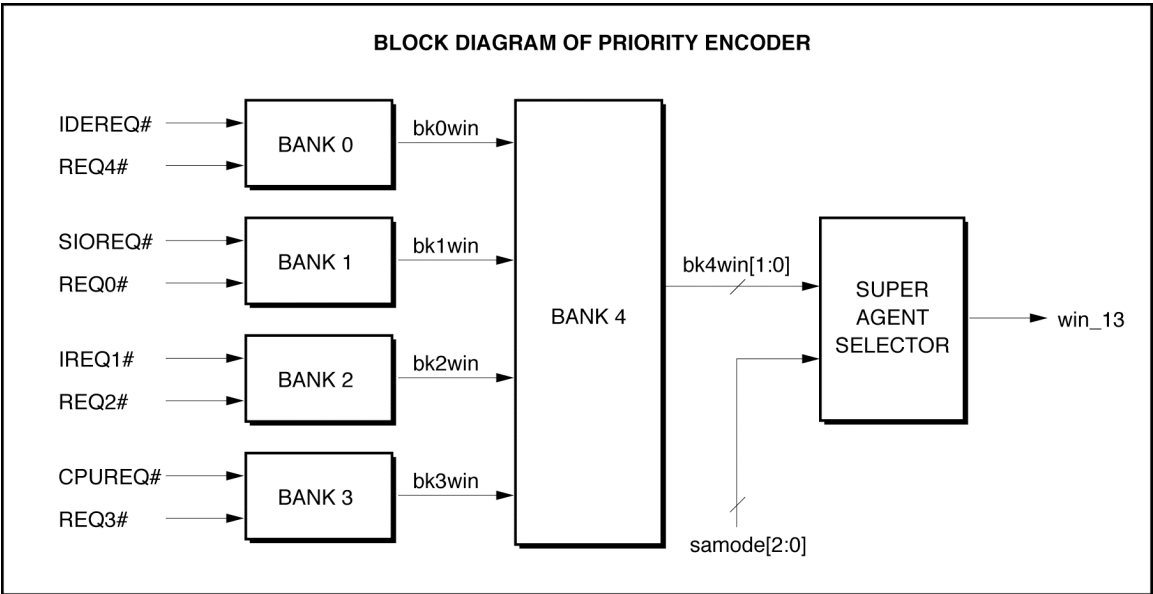 BLOCK DIAGRAM OF PRIORITY ENCODER
IDEREQ#
REQ4#
BANK 0
bk0win
SIOREQ#
REQ0#
BANK 1
bk1win
IREQ1#
REQ2#
BANK 2
bk2win
CPUREQ#
REQ3#
BANK 3
bk3win
BANK 4
bk4win[1:0]
samode[2:0]
SUPER
AGENT
SELECTOR
win_13